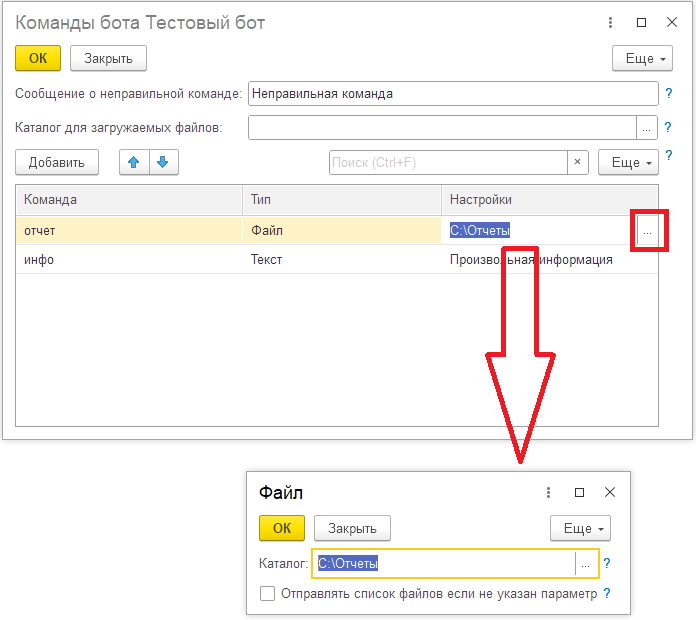 Команды бота Тестовый бот
ОК Закрыть Еще
Сообщение о неправильной команде: Неправильная команда ?
Каталог для загружаемых файлов: ... ?
Добавить Поиск (Ctrl+F) × Еще ?
Команда Тип Настройки
отчет Файл C:\Отчеты ...
инфо Текст Произвольная информация
Файл
ОК Закрыть Еще
Каталог: C:\Отчеты ... ?
Отправлять список файлов если не указан параметр ?